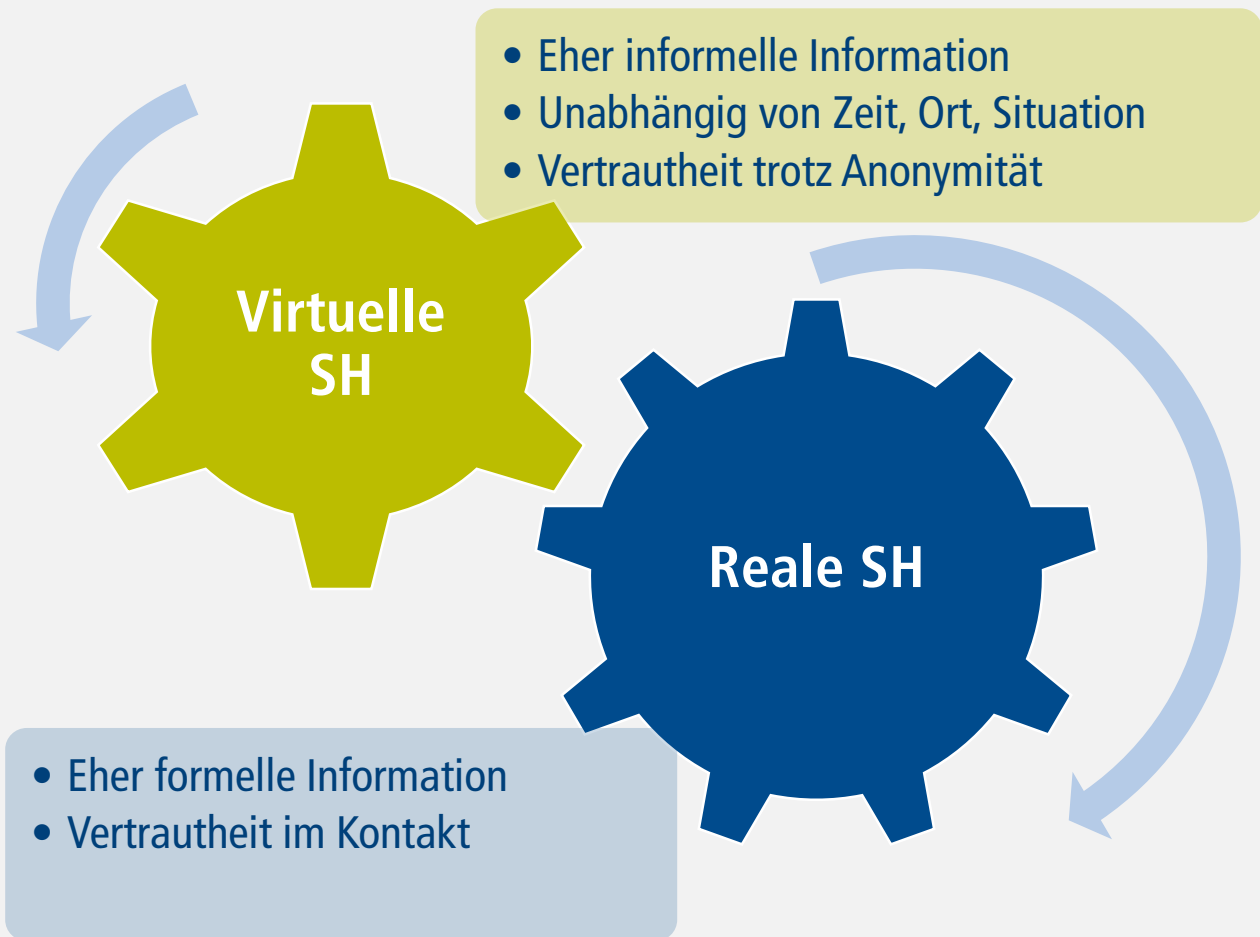 • Eher informelle Information
• Unabhängig von Zeit, Ort, Situation
• Vertrautheit trotz Anonymität
Virtuelle
SH
Reale SH
• Eher formelle Information
• Vertrautheit im Kontakt